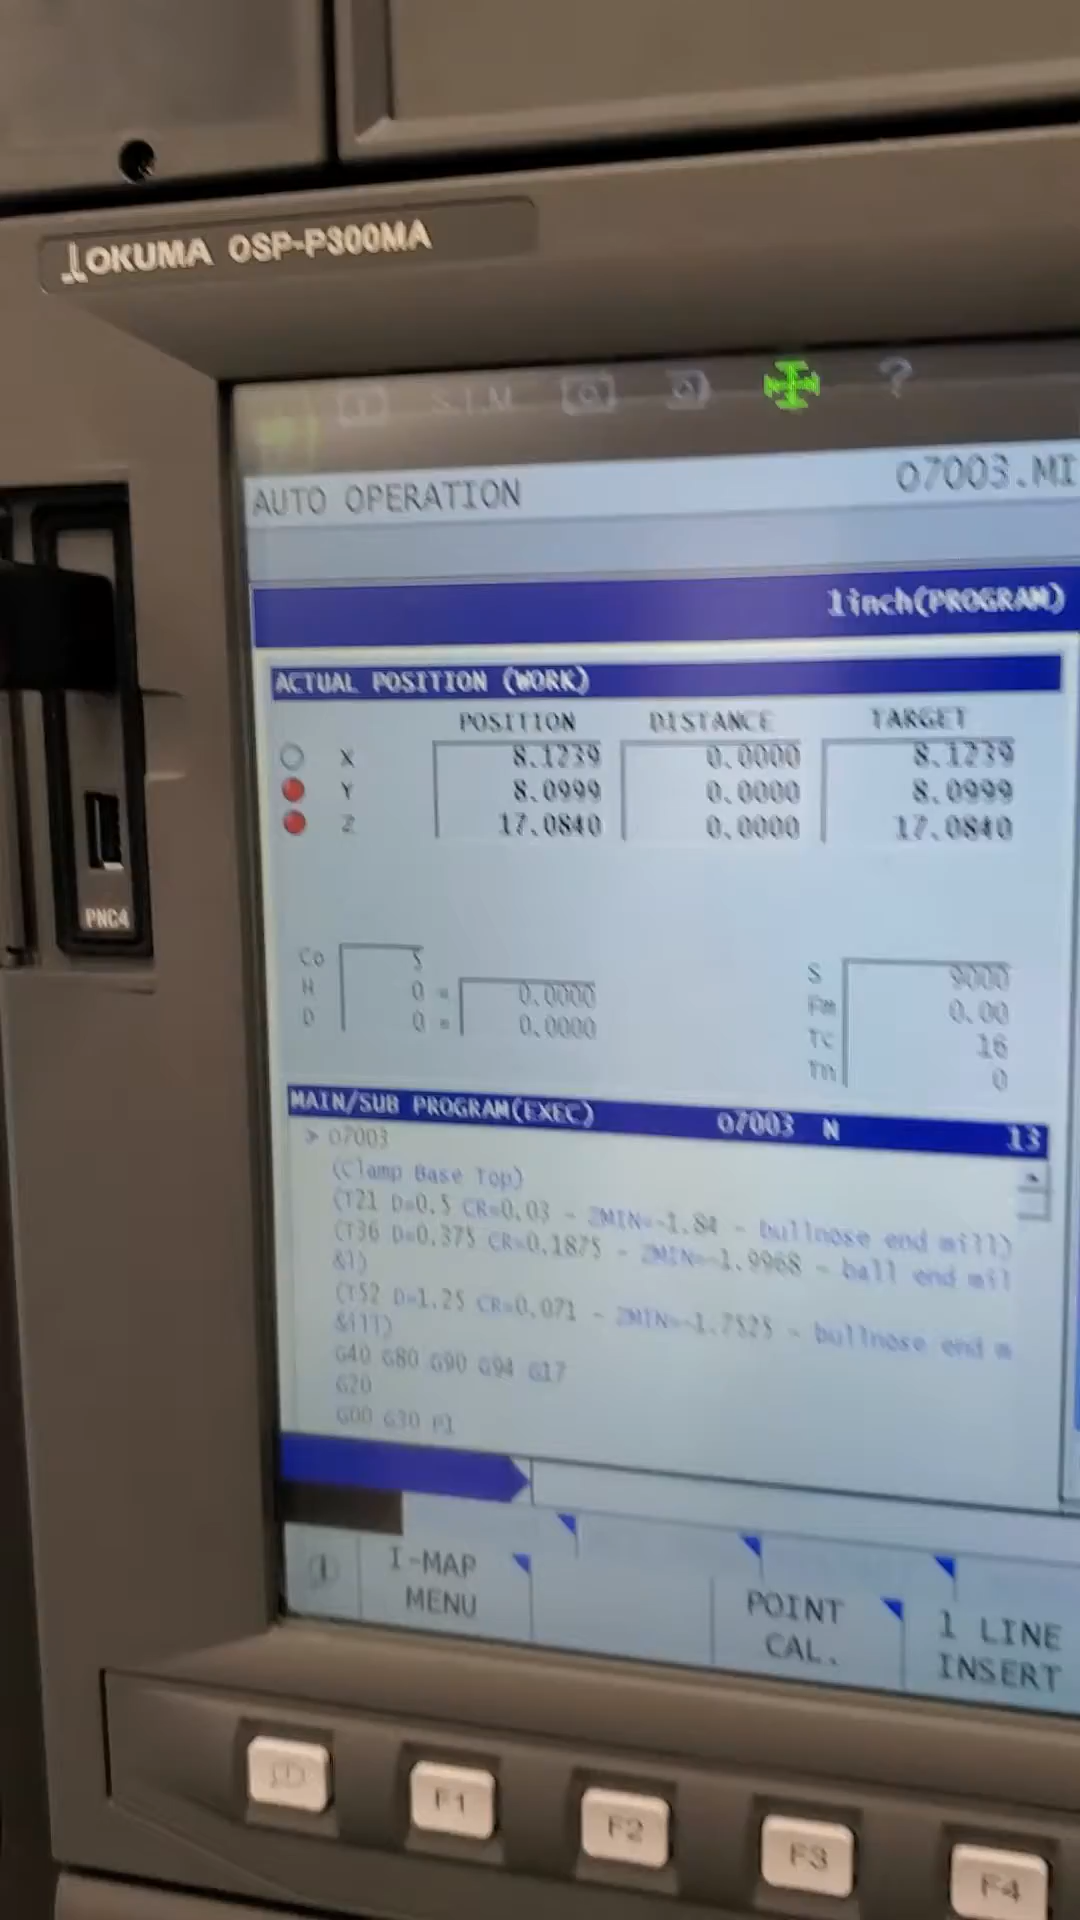 OKUMA OSP-P300MA
S.I.M ?
AUTO OPERATION O7003.MI
1inch(PROGRAM)
ACTUAL POSITION (WORK)
POSITION DISTANCE TARGET
X 8.1239 0.0000 8.1239
Y 8.0999 0.0000 8.0999
Z 17.0840 0.0000 17.0840
PNC4
Co 5
H 0 = 0.0000
D 0 = 0.0000
S 9000
Fm 0.00
Tc 16
Tn 0
MAIN/SUB PROGRAM(EXEC) O7003 N 13
> O7003
(Clamp Base Top)
(T21 D=0.5 CR=0.03 - ZMIN=-1.84 - bullnose end mill)
(T36 D=0.375 CR=0.1875 - ZMIN=-1.9968 - ball end mil
&l)
(T52 D=1.25 CR=0.071 - ZMIN=-1.7525 - bullnose end m
&ill)
G40 G80 G90 G94 G17
G20
G00 G30 P1
I-MAP
MENU
POINT
CAL.
1 LINE
INSERT
F1 F2 F3 F4